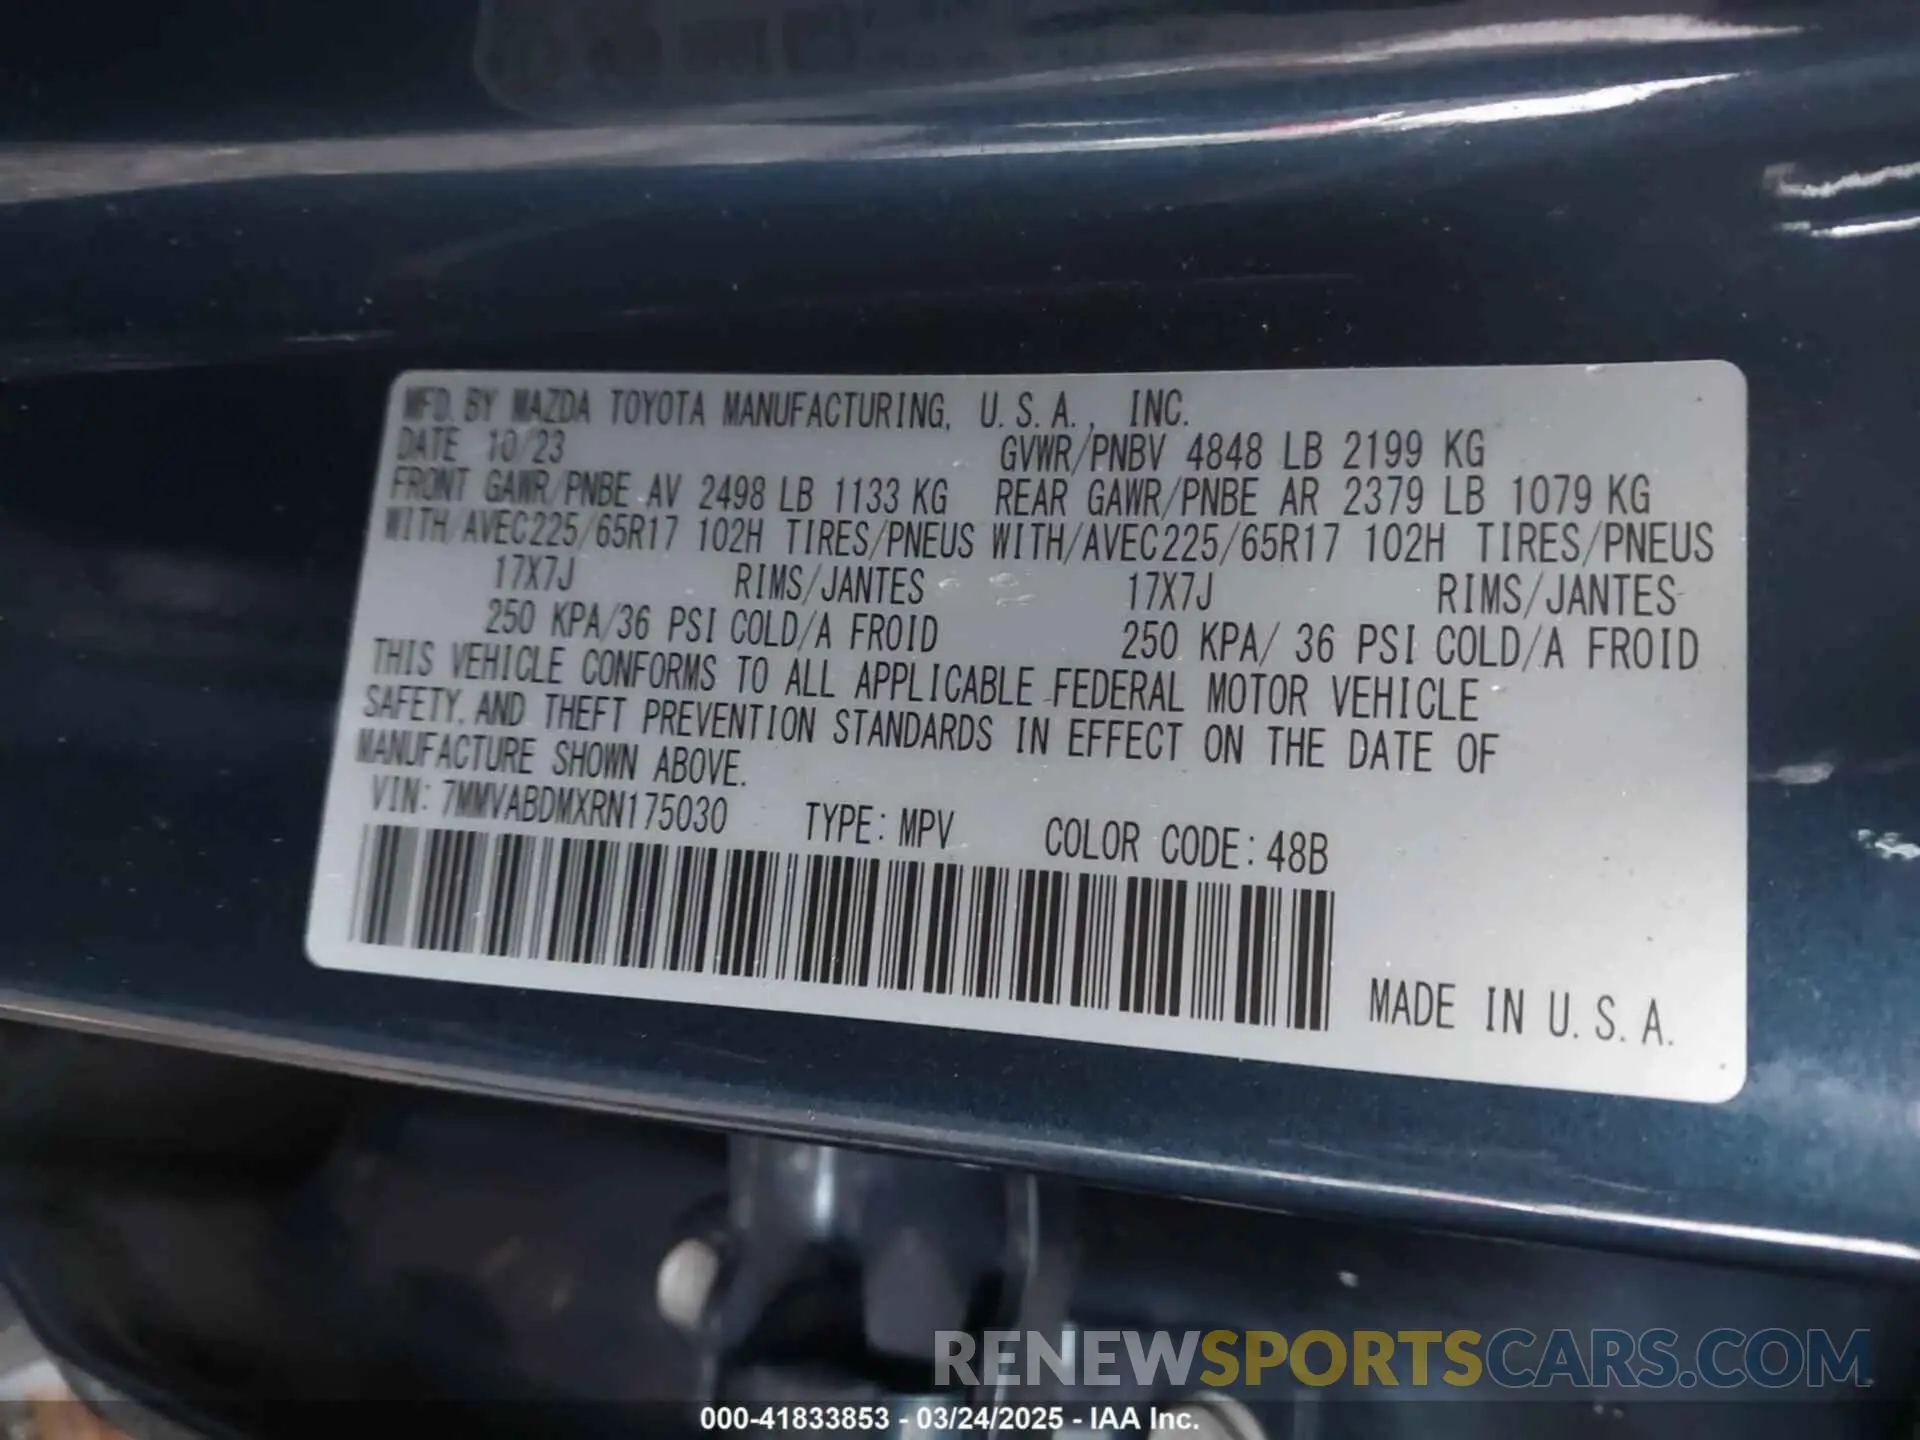 MFD. BY MAZDA TOYOTA MANUFACTURING, U.S.A., INC.
DATE 10/23 GVWR/PNBV 4848 LB 2199 KG
FRONT GAWR/PNBE AV 2498 LB 1133 KG REAR GAWR/PNBE AR 2379 LB 1079 KG
WITH/AVEC225/65R17 102H TIRES/PNEUS WITH/AVEC225/65R17 102H TIRES/PNEUS
17X7J RIMS/JANTES 17X7J RIMS/JANTES
250 KPA/36 PSI COLD/A FROID 250 KPA/ 36 PSI COLD/A FROID
THIS VEHICLE CONFORMS TO ALL APPLICABLE FEDERAL MOTOR VEHICLE
SAFETY, AND THEFT PREVENTION STANDARDS IN EFFECT ON THE DATE OF
MANUFACTURE SHOWN ABOVE.
VIN: 7MMVABDMXRN175030 TYPE: MPV COLOR CODE: 48B
MADE IN U.S.A.
RENEWSPORTSCARS.COM
000-41833853 - 03/24/2025 - IAA Inc.